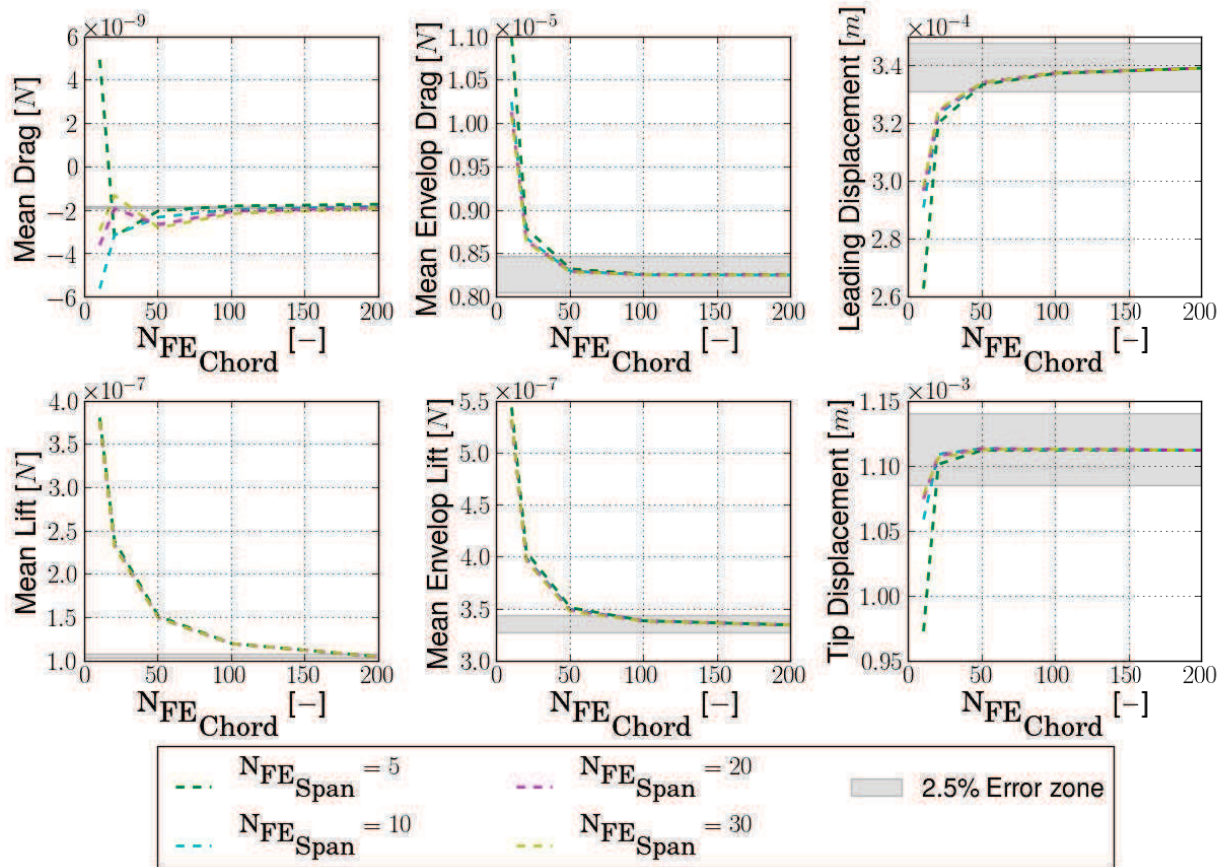 ×10⁻⁹
Mean Drag [N]
6
4
2
0
−2
−4
−6
0 50 100 150 200
N_FE_Chord [−]
×10⁻⁵
Mean Envelop Drag [N]
1.10
1.05
1.00
0.95
0.90
0.85
0.80
0 50 100 150 200
N_FE_Chord [−]
×10⁻⁴
Leading Displacement [m]
3.4
3.2
3.0
2.8
2.6
0 50 100 150 200
N_FE_Chord [−]
×10⁻⁷
Mean Lift [N]
4.0
3.5
3.0
2.5
2.0
1.5
1.0
0 50 100 150 200
N_FE_Chord [−]
×10⁻⁷
Mean Envelop Lift [N]
5.5
5.0
4.5
4.0
3.5
3.0
0 50 100 150 200
N_FE_Chord [−]
×10⁻³
Tip Displacement [m]
1.15
1.10
1.05
1.00
0.95
0 50 100 150 200
N_FE_Chord [−]
N_FE_Span = 5
N_FE_Span = 20
2.5% Error zone
N_FE_Span = 10
N_FE_Span = 30